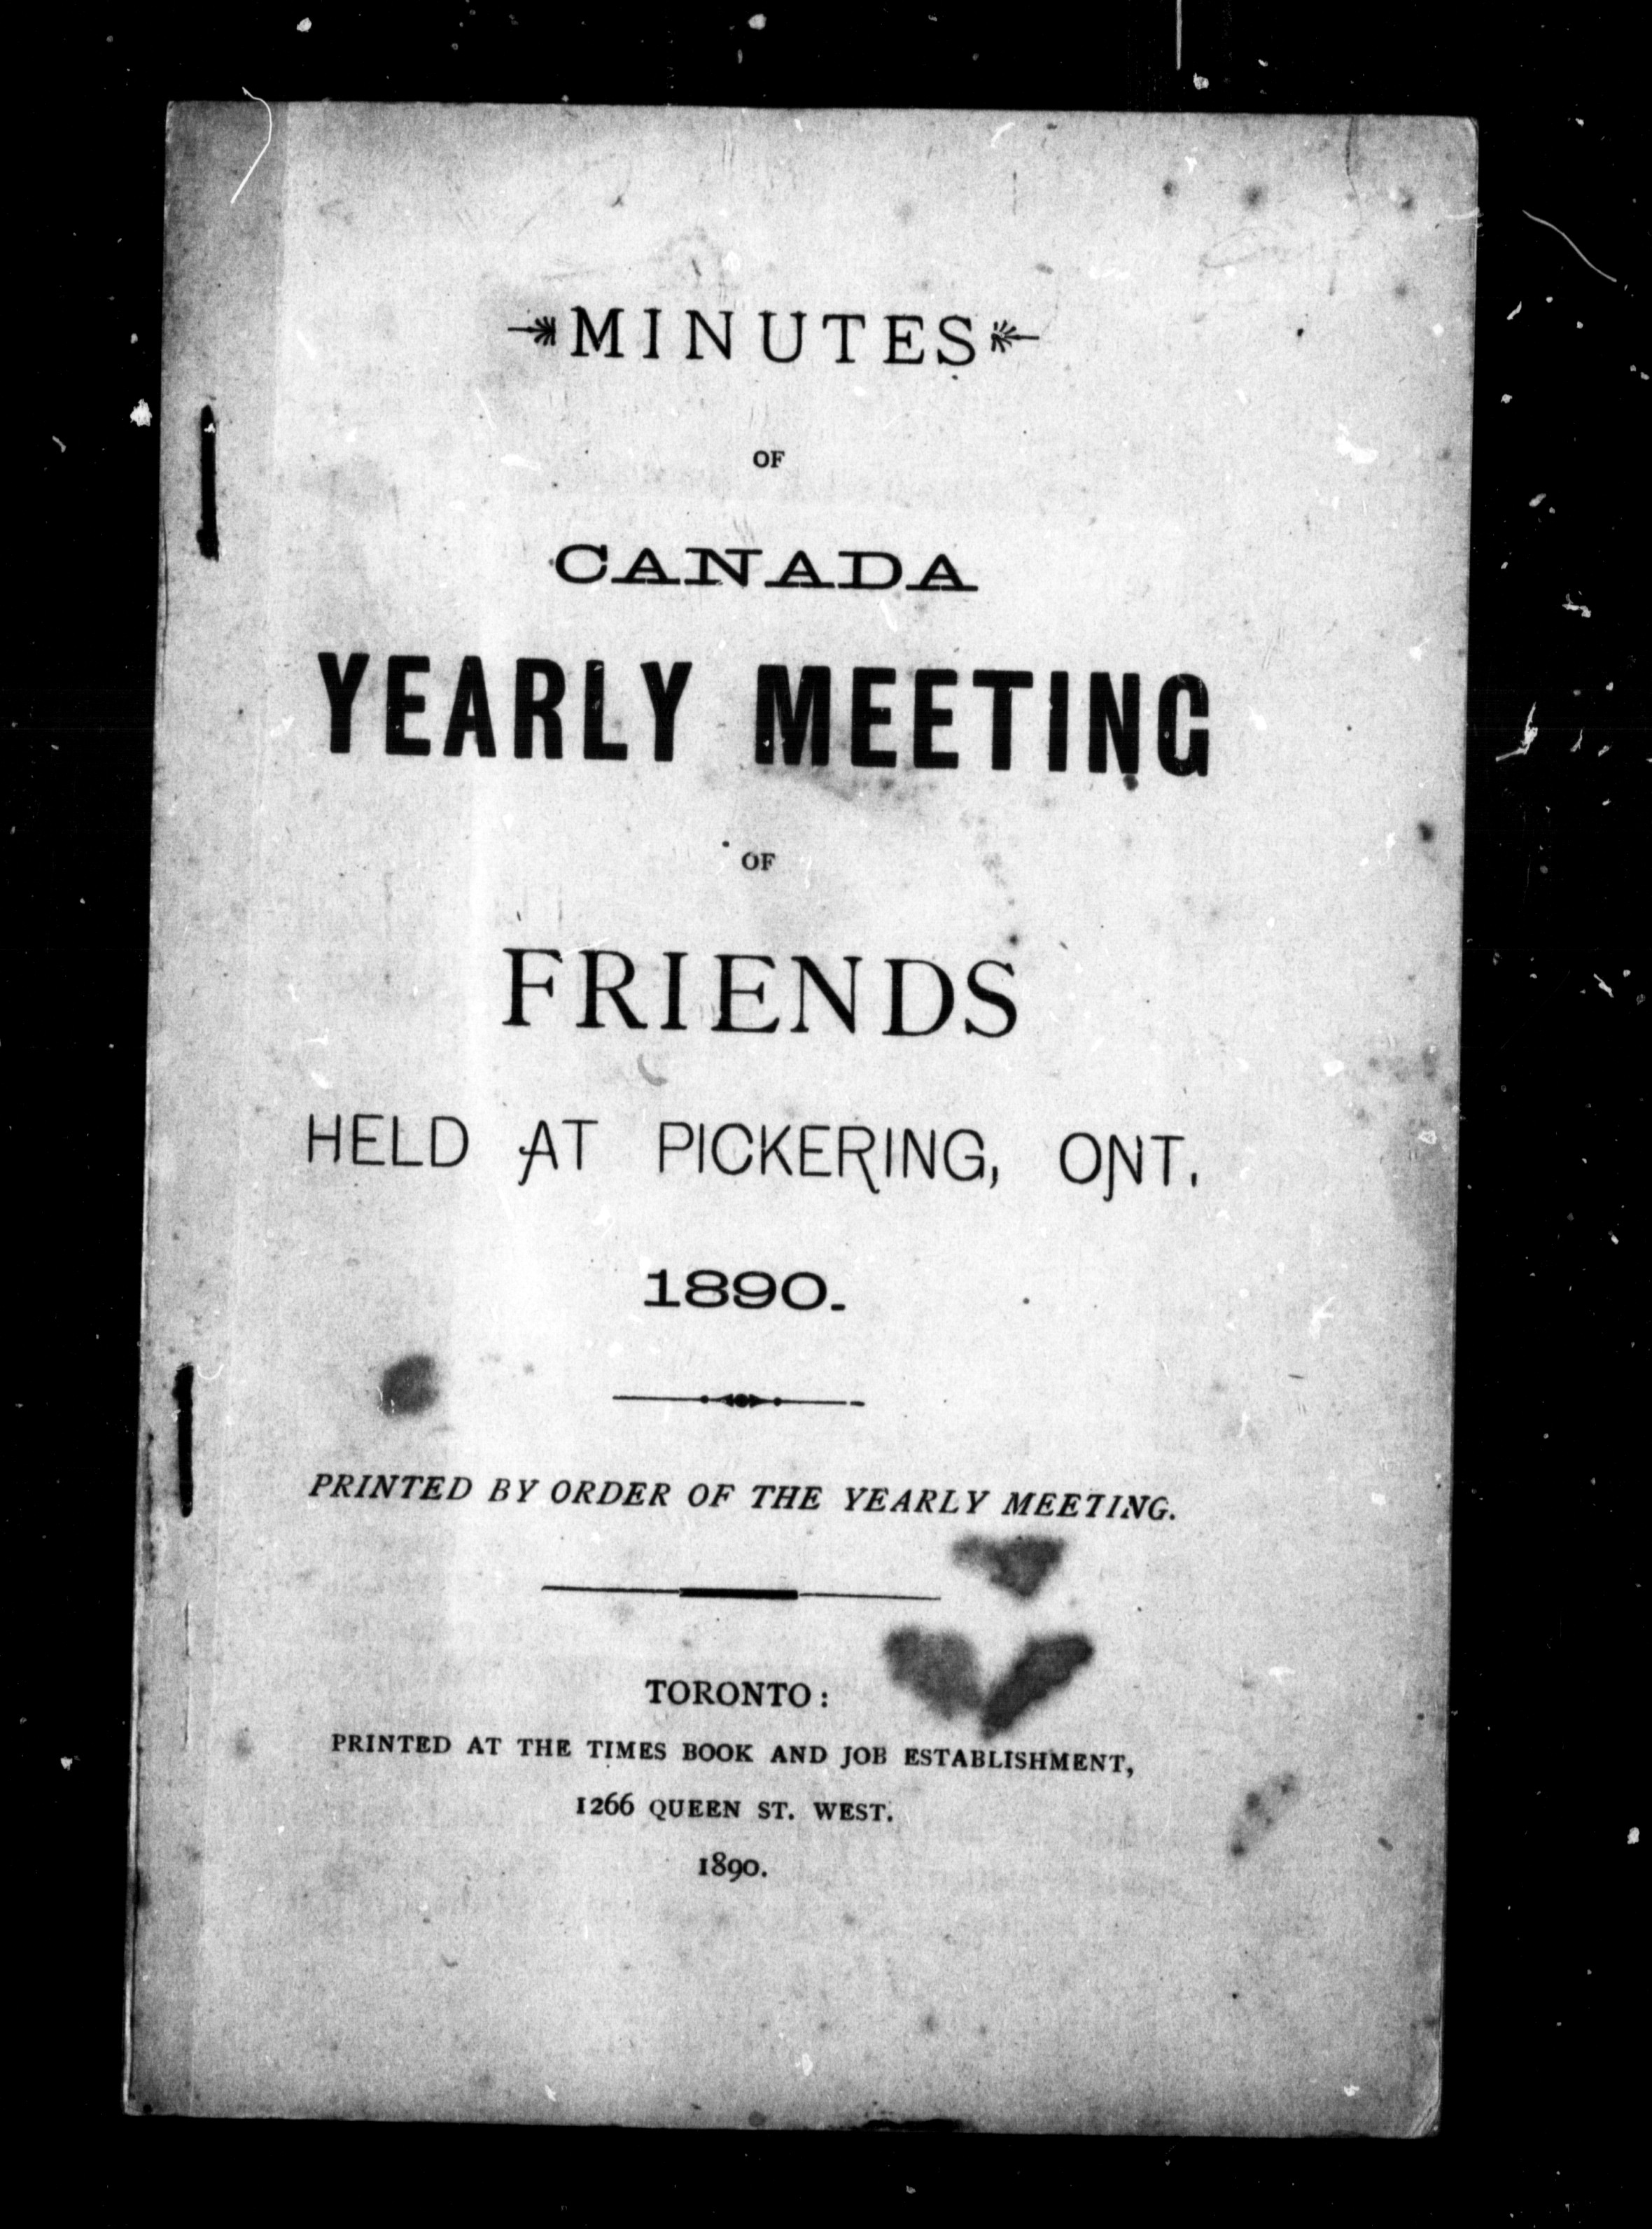 MINUTES
OF
CANADA
YEARLY MEETING
OF
FRIENDS
HELD AT PICKERING, ONT.
1890.
PRINTED BY ORDER OF THE YEARLY MEETING.
TORONTO:
PRINTED AT THE TIMES BOOK AND JOB ESTABLISHMENT,
1266 QUEEN ST. WEST.
1890.